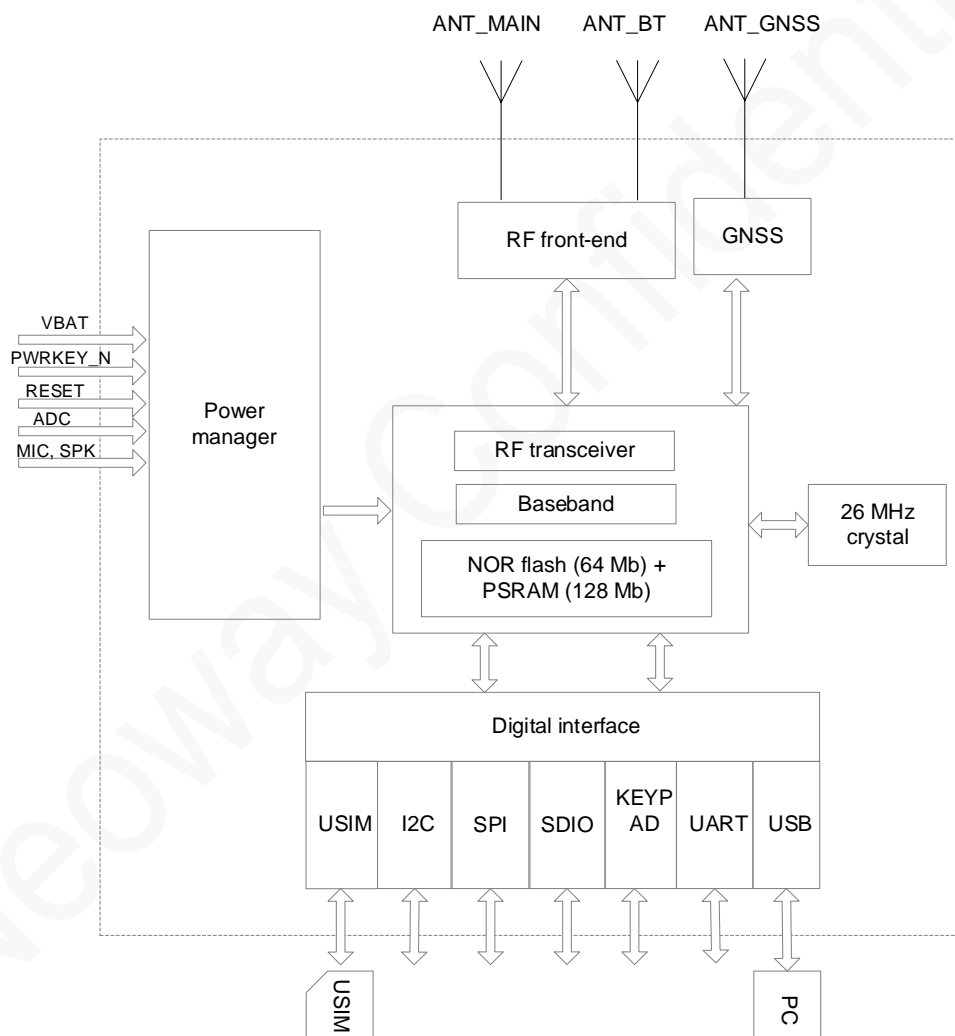 ANT_MAIN ANT_BT ANT_GNSS
RF front-end
GNSS
VBAT
PWRKEY_N
RESET
ADC
MIC, SPK
Power
manager
RF transceiver
Baseband
NOR flash (64 Mb) +
PSRAM (128 Mb)
26 MHz
crystal
Digital interface
USIM
I2C
SPI
SDIO
KEYP
AD
UART
USB
USIM
PC
neoway Confident